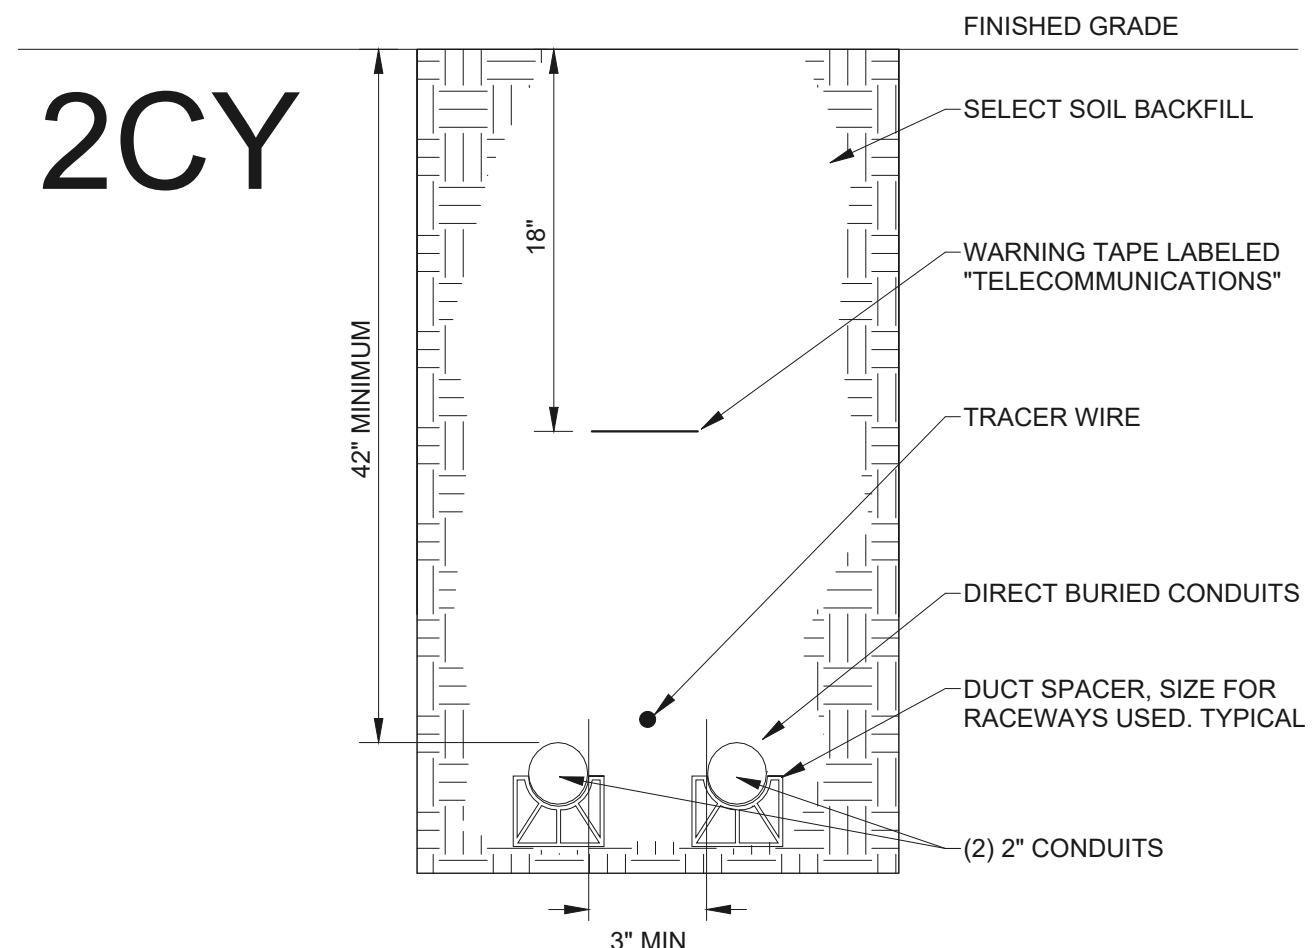 FINISHED GRADE
2CY
SELECT SOIL BACKFILL
18"
WARNING TAPE LABELED
"TELECOMMUNICATIONS"
42" MINIMUM
TRACER WIRE
DIRECT BURIED CONDUITS
DUCT SPACER, SIZE FOR
RACEWAYS USED. TYPICAL
(2) 2" CONDUITS
3" MIN